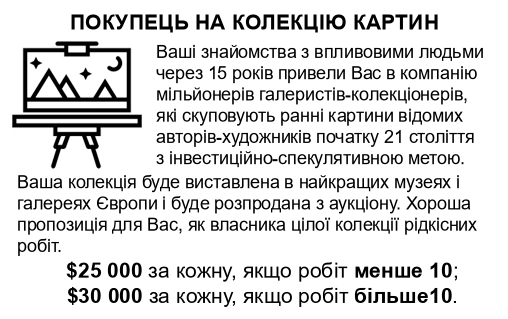 ПОКУПЕЦЬ НА КОЛЕКЦІЮ КАРТИН
Ваші знайомства з впливовими людьми
через 15 років привели Вас в компанію
мільйонерів галеристів-колекціонерів,
які скуповують ранні картини відомих
авторів-художників початку 21 століття
з інвестиційно-спекулятивною метою.
Ваша колекція буде виставлена в найкращих музеях і
галереях Європи і буде розпродана з аукціону. Хороша
пропозиція для Вас, як власника цілої колекції рідкісних
робіт.
$25 000 за кожну, якщо робіт менше 10;
$30 000 за кожну, якщо робіт більше10.